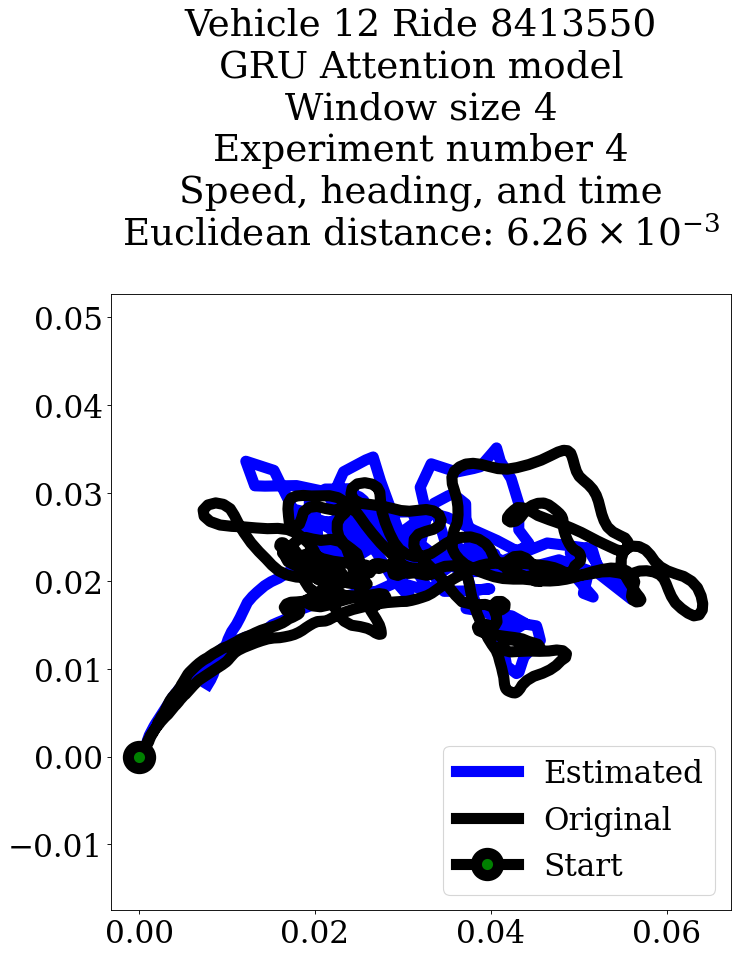 Vehicle 12 Ride 8413550
GRU Attention model
Window size 4
Experiment number 4
Speed, heading, and time
Euclidean distance: 6.26 × 10⁻³
0.05
0.04
0.03
0.02
0.01
0.00
−0.01
0.00 0.02 0.04 0.06
Estimated
Original
Start